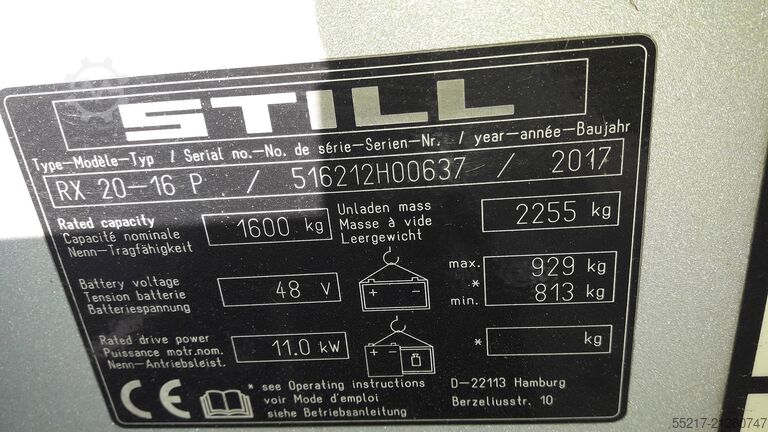 STILL
Type-Modèle-Typ / Serial no.-No. de série-Serien-Nr. / year-année-Baujahr
RX 20-16 P / 516212H00637 / 2017
Rated capacity
Capacité nominale
Nenn-Tragfähigkeit
1600 kg
Unladen mass
Masse à vide
Leergewicht
2255 kg
Battery voltage
Tension batterie
Batteriespannung
48 V
+ -
max. 929 kg
*
min. 813 kg
Rated drive power
Puissance motr.nom.
Nenn-Antriebsleist.
11.0 kW
+ -
* kg
CE
* see Operating instructions
voir Mode d'emploi
siehe Betriebsanleitung
D-22113 Hamburg
Berzeliusstr. 10